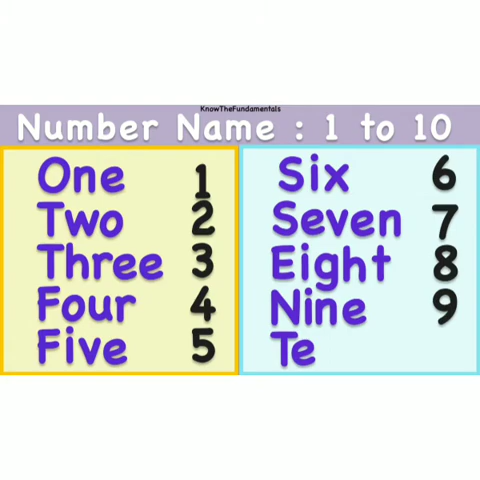 KnowTheFundamentals
Number Name : 1 to 10
One 1
Two 2
Three 3
Four 4
Five 5
Six 6
Seven 7
Eight 8
Nine 9
Te